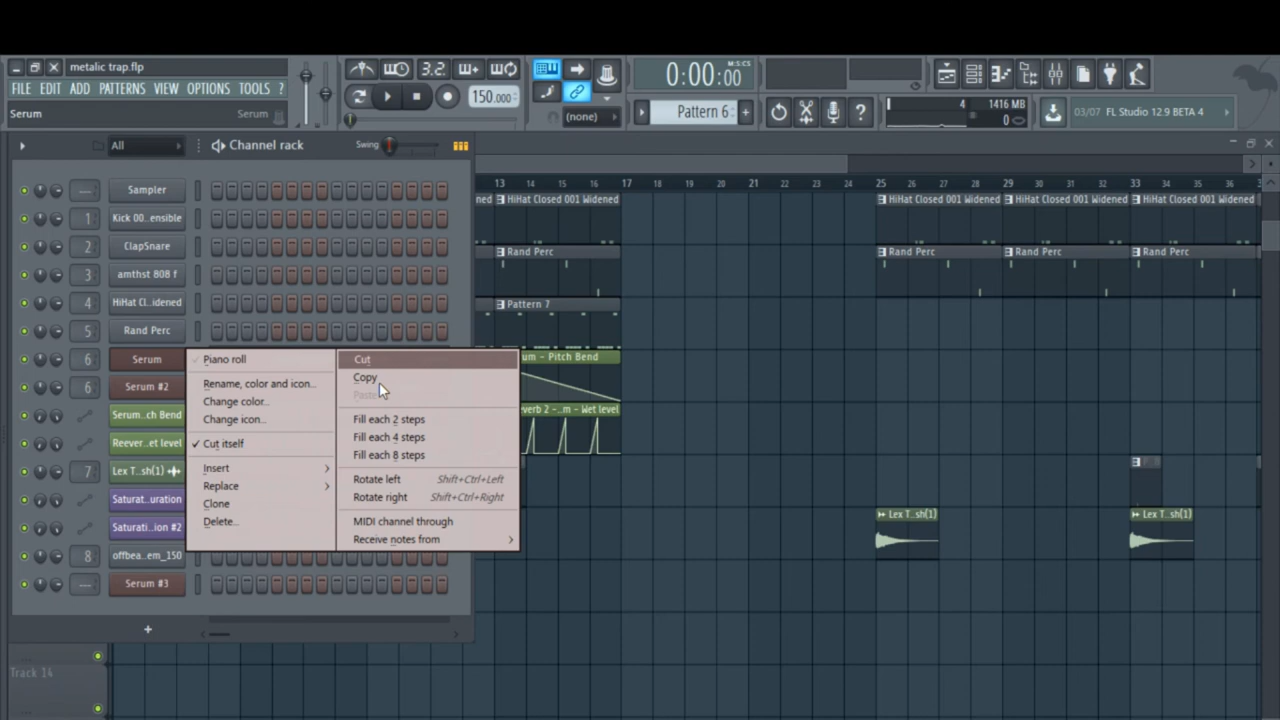 metalic trap.flp
FILE EDIT ADD PATTERNS VIEW OPTIONS TOOLS ?
Serum Serum
3.2.
150.000
(none)
0:00:00 M:S:CS
Pattern 6
4 1416 MB
0
03/07 FL Studio 12.9 BETA 4
All Channel rack Swing
Sampler
1 Kick 00..ensible
2 ClapSnare
3 amthst 808 f
4 HiHat Cl..idened
5 Rand Perc
6 Serum
6 Serum #2
Serum..ch Bend
Reever..et level
7 Lex T..sh(1)
Saturat..uration
Saturati..ion #2
8 offbea..em_150
Serum #3
+
Piano roll
Rename, color and icon...
Change color...
Change icon...
Cut itself
Insert
Replace
Clone
Delete...
Cut
Copy
Fill each 2 steps
Fill each 4 steps
Fill each 8 steps
Rotate left Shift+Ctrl+Left
Rotate right Shift+Ctrl+Right
MIDI channel through
Receive notes from
13 14 15 16 17 18 19 20 21 22 23 24 25 26 27 28 29 30 31 32 33 34 35 36
ned HiHat Closed 001 Widened HiHat Closed 001 Widened HiHat Closed 001 Widened HiHat Closed 001 Widened
Rand Perc Rand Perc Rand Perc Rand Perc
Pattern 7
um - Pitch Bend
verb 2 -..m - Wet level
Lex T..sh(1) Lex T..sh(1)
Track 14